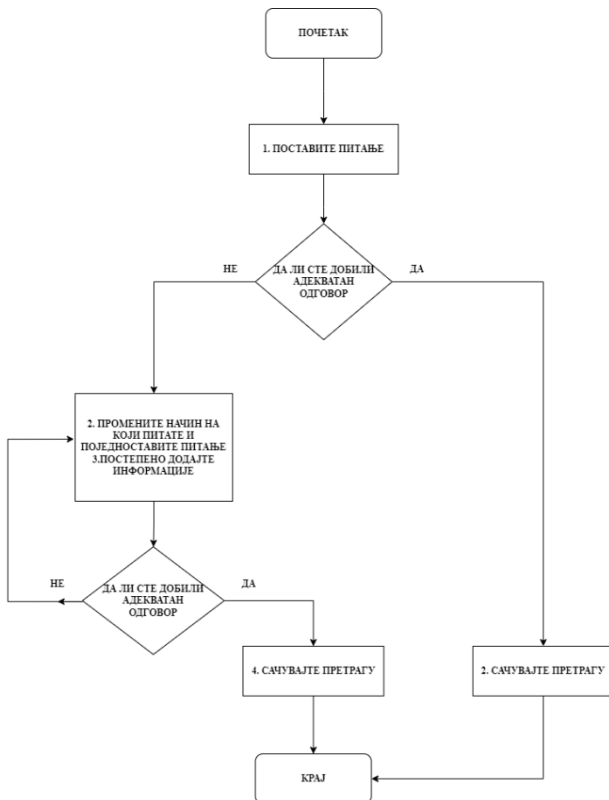 ПОЧЕТАК
1. ПОСТАВИТЕ ПИТАЊЕ
НЕ
ДА ЛИ СТЕ ДОБИЛИ
АДЕКВАТАН
ОДГОВОР
ДА
2. ПРОМЕНИТЕ НАЧИН НА
КОЈИ ПИТАТЕ И
ПОЈЕДНОСТАВИТЕ ПИТАЊЕ
3.ПОСТЕПЕНО ДОДАЈТЕ
ИНФОРМАЦИЈЕ
НЕ
ДА ЛИ СТЕ ДОБИЛИ
АДЕКВАТАН
ОДГОВОР
ДА
4. САЧУВАЈТЕ ПРЕТРАГУ
2. САЧУВАЈТЕ ПРЕТРАГУ
КРАЈ